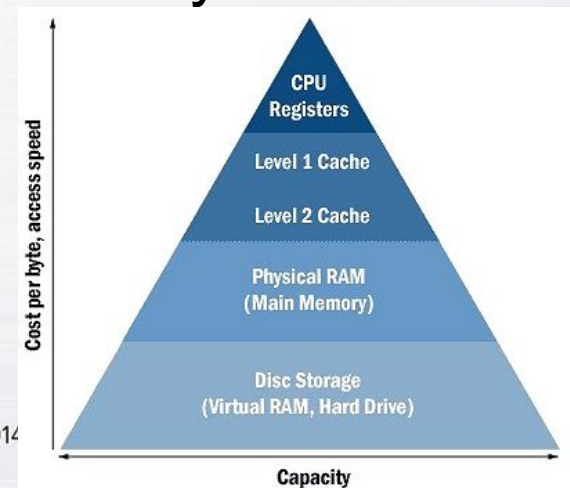 CPU
Registers
Level 1 Cache
Level 2 Cache
Physical RAM
(Main Memory)
Disc Storage
(Virtual RAM, Hard Drive)
Cost per byte, access speed
Capacity